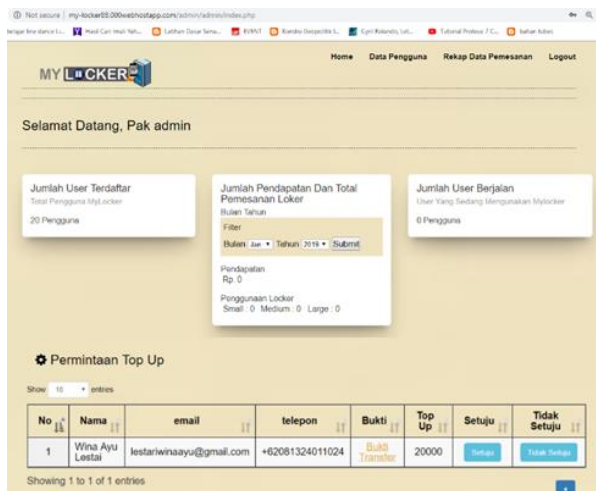 Not secure | my-locker89.000webhostapp.com/admin/admin/index.php
EVENT
Home Data Pengguna Rekap Data Pemesanan Logout
MY LOCKER
Selamat Datang, Pak admin
Jumlah User Terdaftar
Total Pengguna MyLocker
20 Pengguna
Jumlah Pendapatan Dan Total
Pemesanan Loker
Bulan Tahun
Filter
Bulan Jan Tahun 2019 Submit
Pendapatan
Rp. 0
Penggunaan Locker
Small : 0 Medium : 0 Large : 0
Jumlah User Berjalan
User Yang Sedang Mengunakan Mylocker
0 Pengguna
Permintaan Top Up
Show 10 entries
No Nama email telepon Bukti Top Up Setuju Tidak Setuju
1 Wina Ayu Lestai lestariwinaayu@gmail.com +62081324011024 Bukti Transfer 20000 Setuju Tidak Setuju
Showing 1 to 1 of 1 entries
1